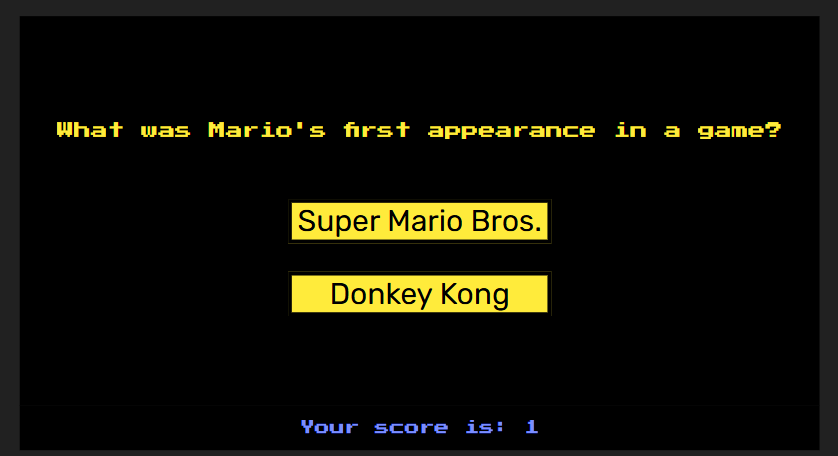 What was Mario's first appearance in a game?
Super Mario Bros.
Donkey Kong
Your score is: 1